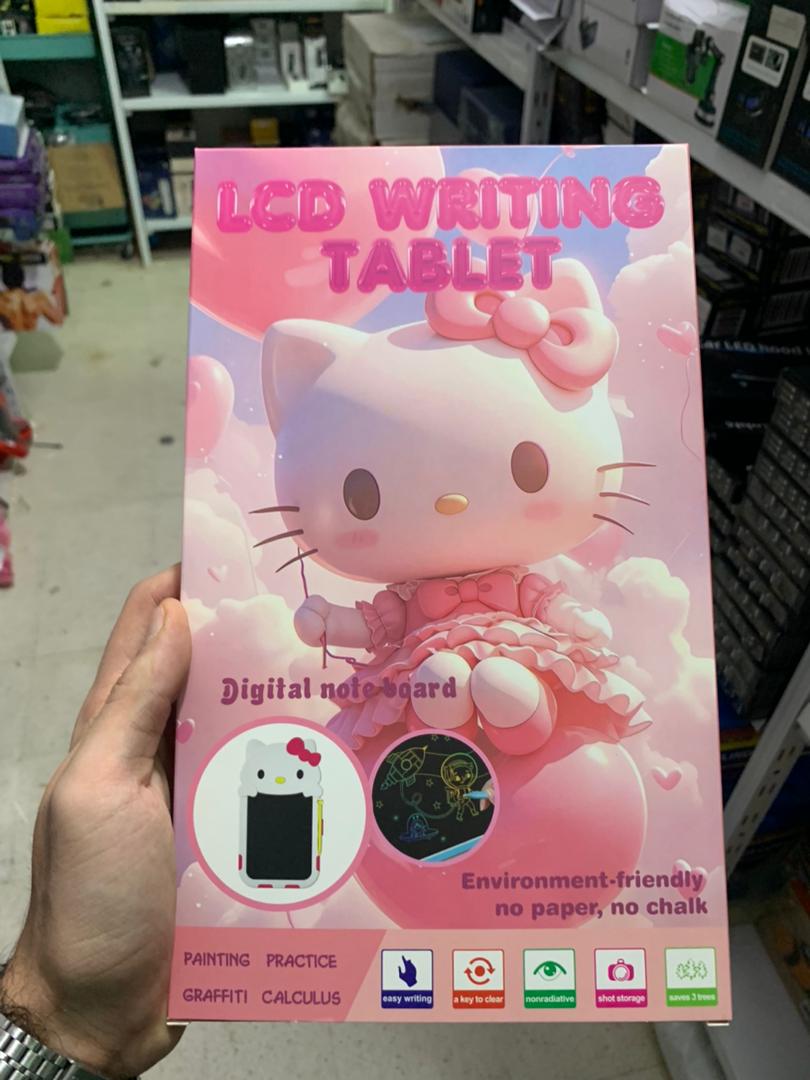 LCD WRITING
TABLET
Digital note board
Environment-friendly
no paper, no chalk
PAINTING PRACTICE
GRAFFITI CALCULUS
easy writing
a key to clear
nonradiative
shot storage
saves 3 trees